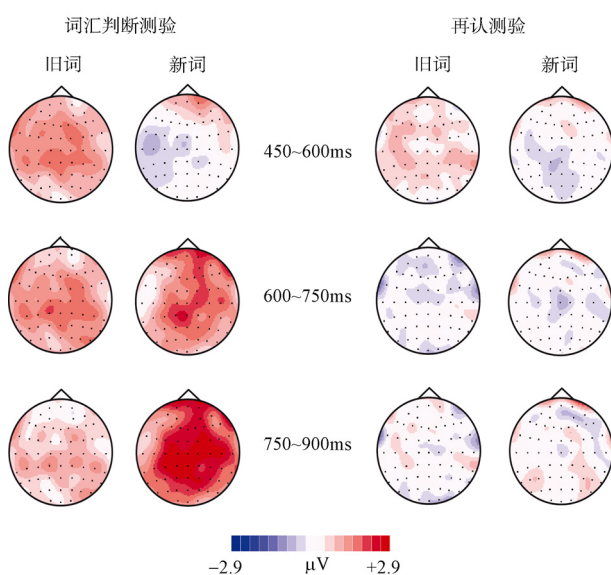 词汇判断测验 再认测验
旧词 新词 旧词 新词
450~600ms
600~750ms
750~900ms
−2.9 μV +2.9